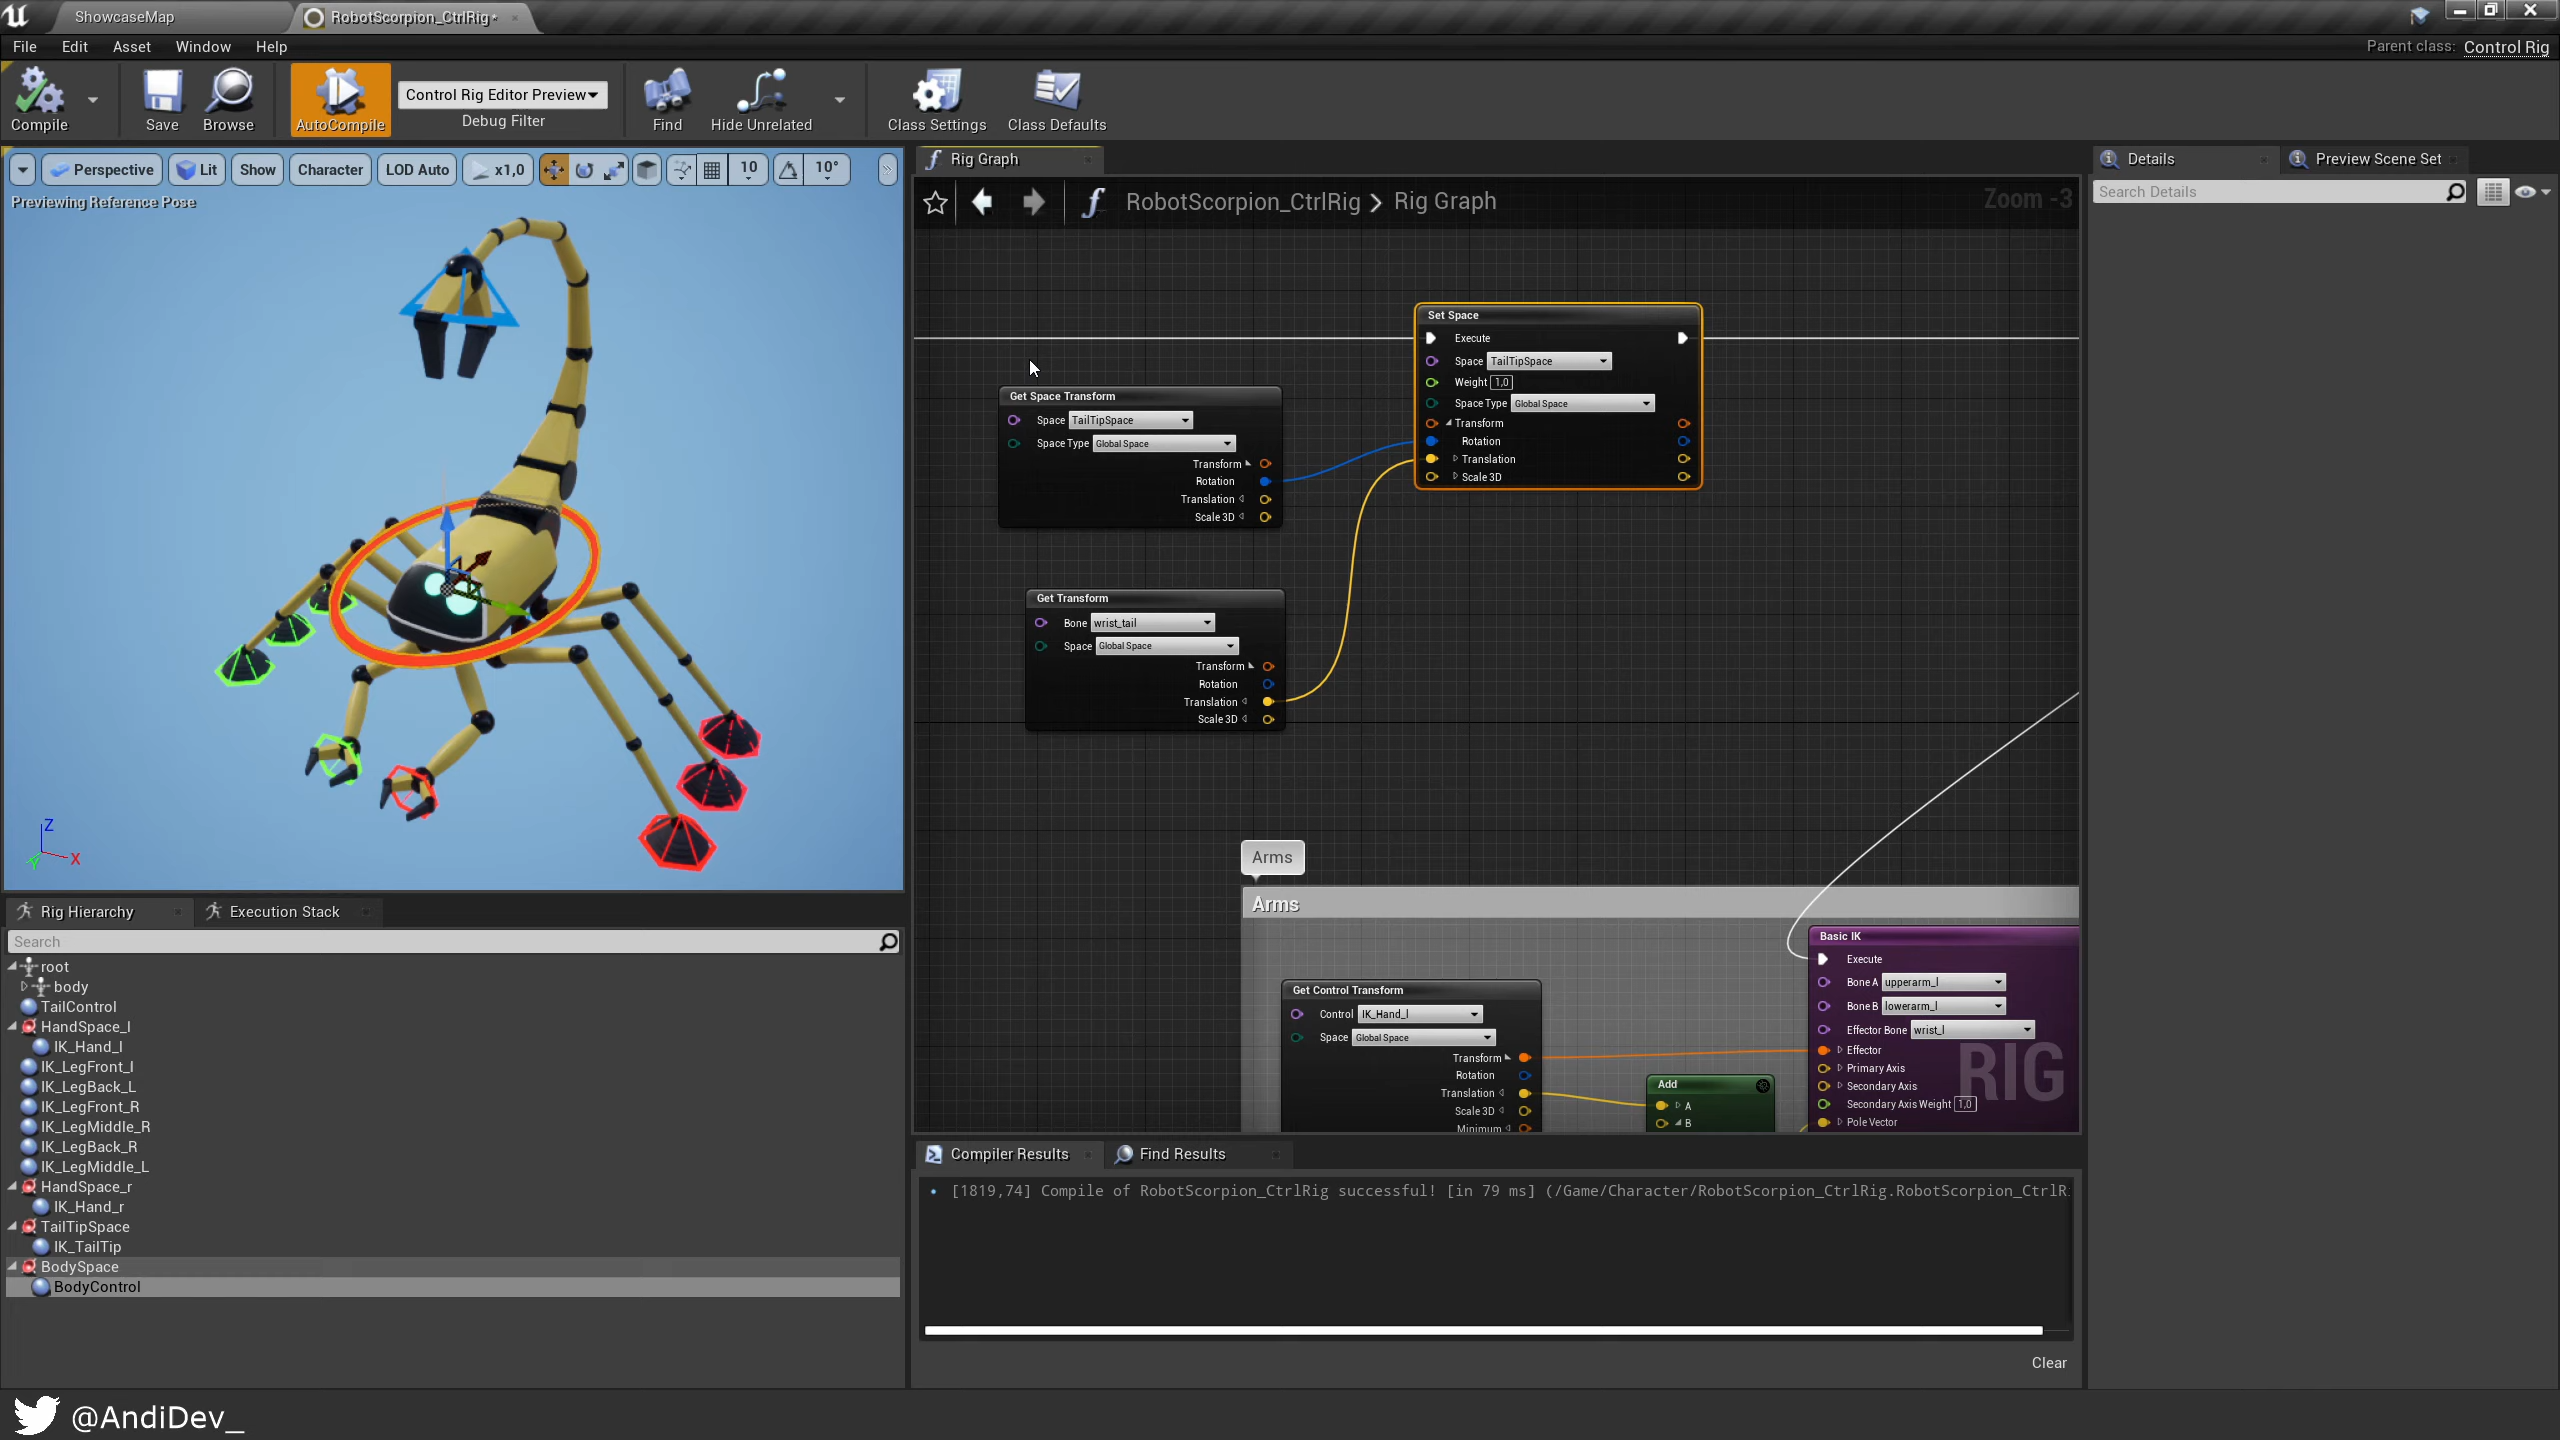 ShowcaseMap
RobotScorpion_CtrlRig*
File Edit Asset Window Help
Parent class: Control Rig
Compile
Save
Browse
AutoCompile
Control Rig Editor Preview
Debug Filter
Find
Hide Unrelated
Class Settings
Class Defaults
Perspective
Lit
Show
Character
LOD Auto
x1,0
10
10°
Previewing Reference Pose
Z
X
Y
Rig Graph
RobotScorpion_CtrlRig > Rig Graph
Zoom -3
Set Space
Execute
Space TailTipSpace
Weight 1,0
Space Type Global Space
Transform
Rotation
Translation
Scale 3D
Get Space Transform
Space TailTipSpace
Space Type Global Space
Transform
Rotation
Translation
Scale 3D
Get Transform
Bone wrist_tail
Space Global Space
Transform
Rotation
Translation
Scale 3D
Arms
Arms
Get Control Transform
Control IK_Hand_l
Space Global Space
Transform
Rotation
Translation
Scale 3D
Minimum
Add
A
B
Basic IK
Execute
Bone A upperarm_l
Bone B lowerarm_l
Effector Bone wrist_l
Effector
Primary Axis
Secondary Axis
Secondary Axis Weight 1,0
Pole Vector
RIG
Details
Preview Scene Set
Search Details
Rig Hierarchy
Execution Stack
Search
root
body
TailControl
HandSpace_l
IK_Hand_l
IK_LegFront_l
IK_LegBack_L
IK_LegFront_R
IK_LegMiddle_R
IK_LegBack_R
IK_LegMiddle_L
HandSpace_r
IK_Hand_r
TailTipSpace
IK_TailTip
BodySpace
BodyControl
Compiler Results
Find Results
[1819,74] Compile of RobotScorpion_CtrlRig successful! [in 79 ms] (/Game/Character/RobotScorpion_CtrlRig.RobotScorpion_CtrlR
Clear
@AndiDev_